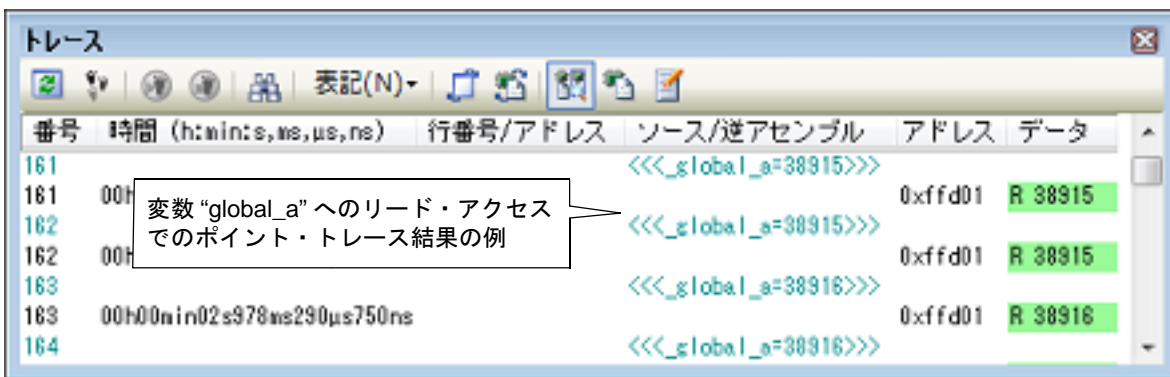 トレース
表記(N)
番号 時間 (h:min:s,ms,μs,ns) 行番号/アドレス ソース/逆アセンブル アドレス データ
161 <<<_global_a=38915>>>
161 00h 0xffd01 R 38915
変数 “global_a” へのリード・アクセス
でのポイント・トレース結果の例
162 <<<_global_a=38915>>>
162 00h 0xffd01 R 38915
163 <<<_global_a=38916>>>
163 00h00min02s978ms290μs750ns 0xffd01 R 38916
164 <<<_global_a=38916>>>